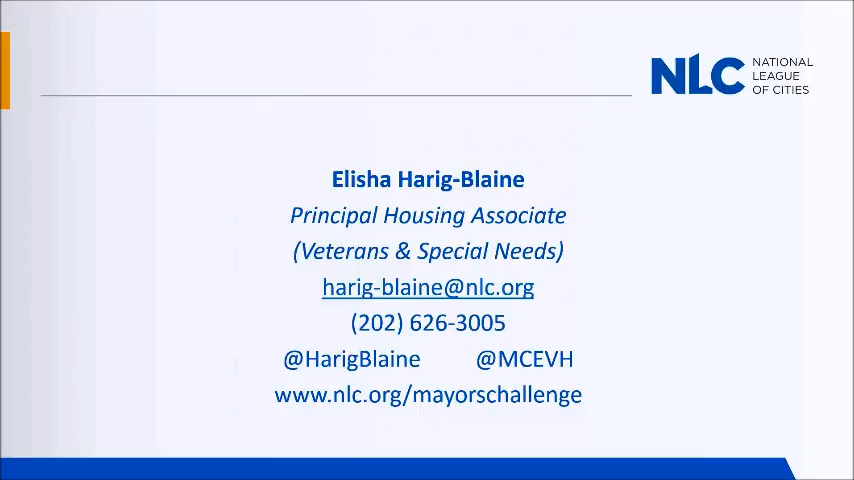 NLC
NATIONAL
LEAGUE
OF CITIES
Elisha Harig-Blaine
Principal Housing Associate
(Veterans & Special Needs)
harig-blaine@nlc.org
(202) 626-3005
@HarigBlaine @MCEVH
www.nlc.org/mayorschallenge